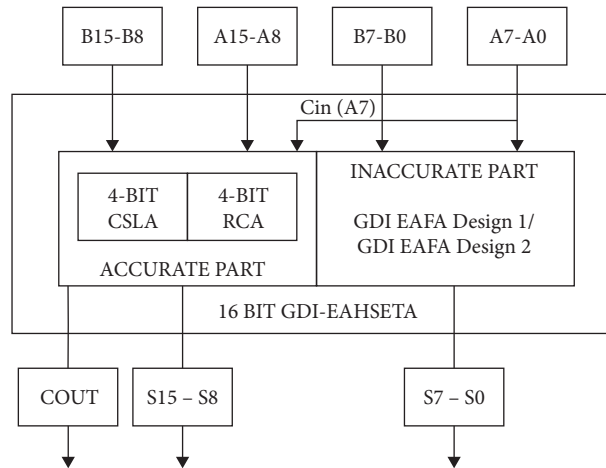 B15-B8
A15-A8
B7-B0
A7-A0
Cin (A7)
4-BIT
CSLA
4-BIT
RCA
ACCURATE PART
INACCURATE PART
GDI EAFA Design 1/
GDI EAFA Design 2
16 BIT GDI-EAHSETA
COUT
S15 – S8
S7 – S0